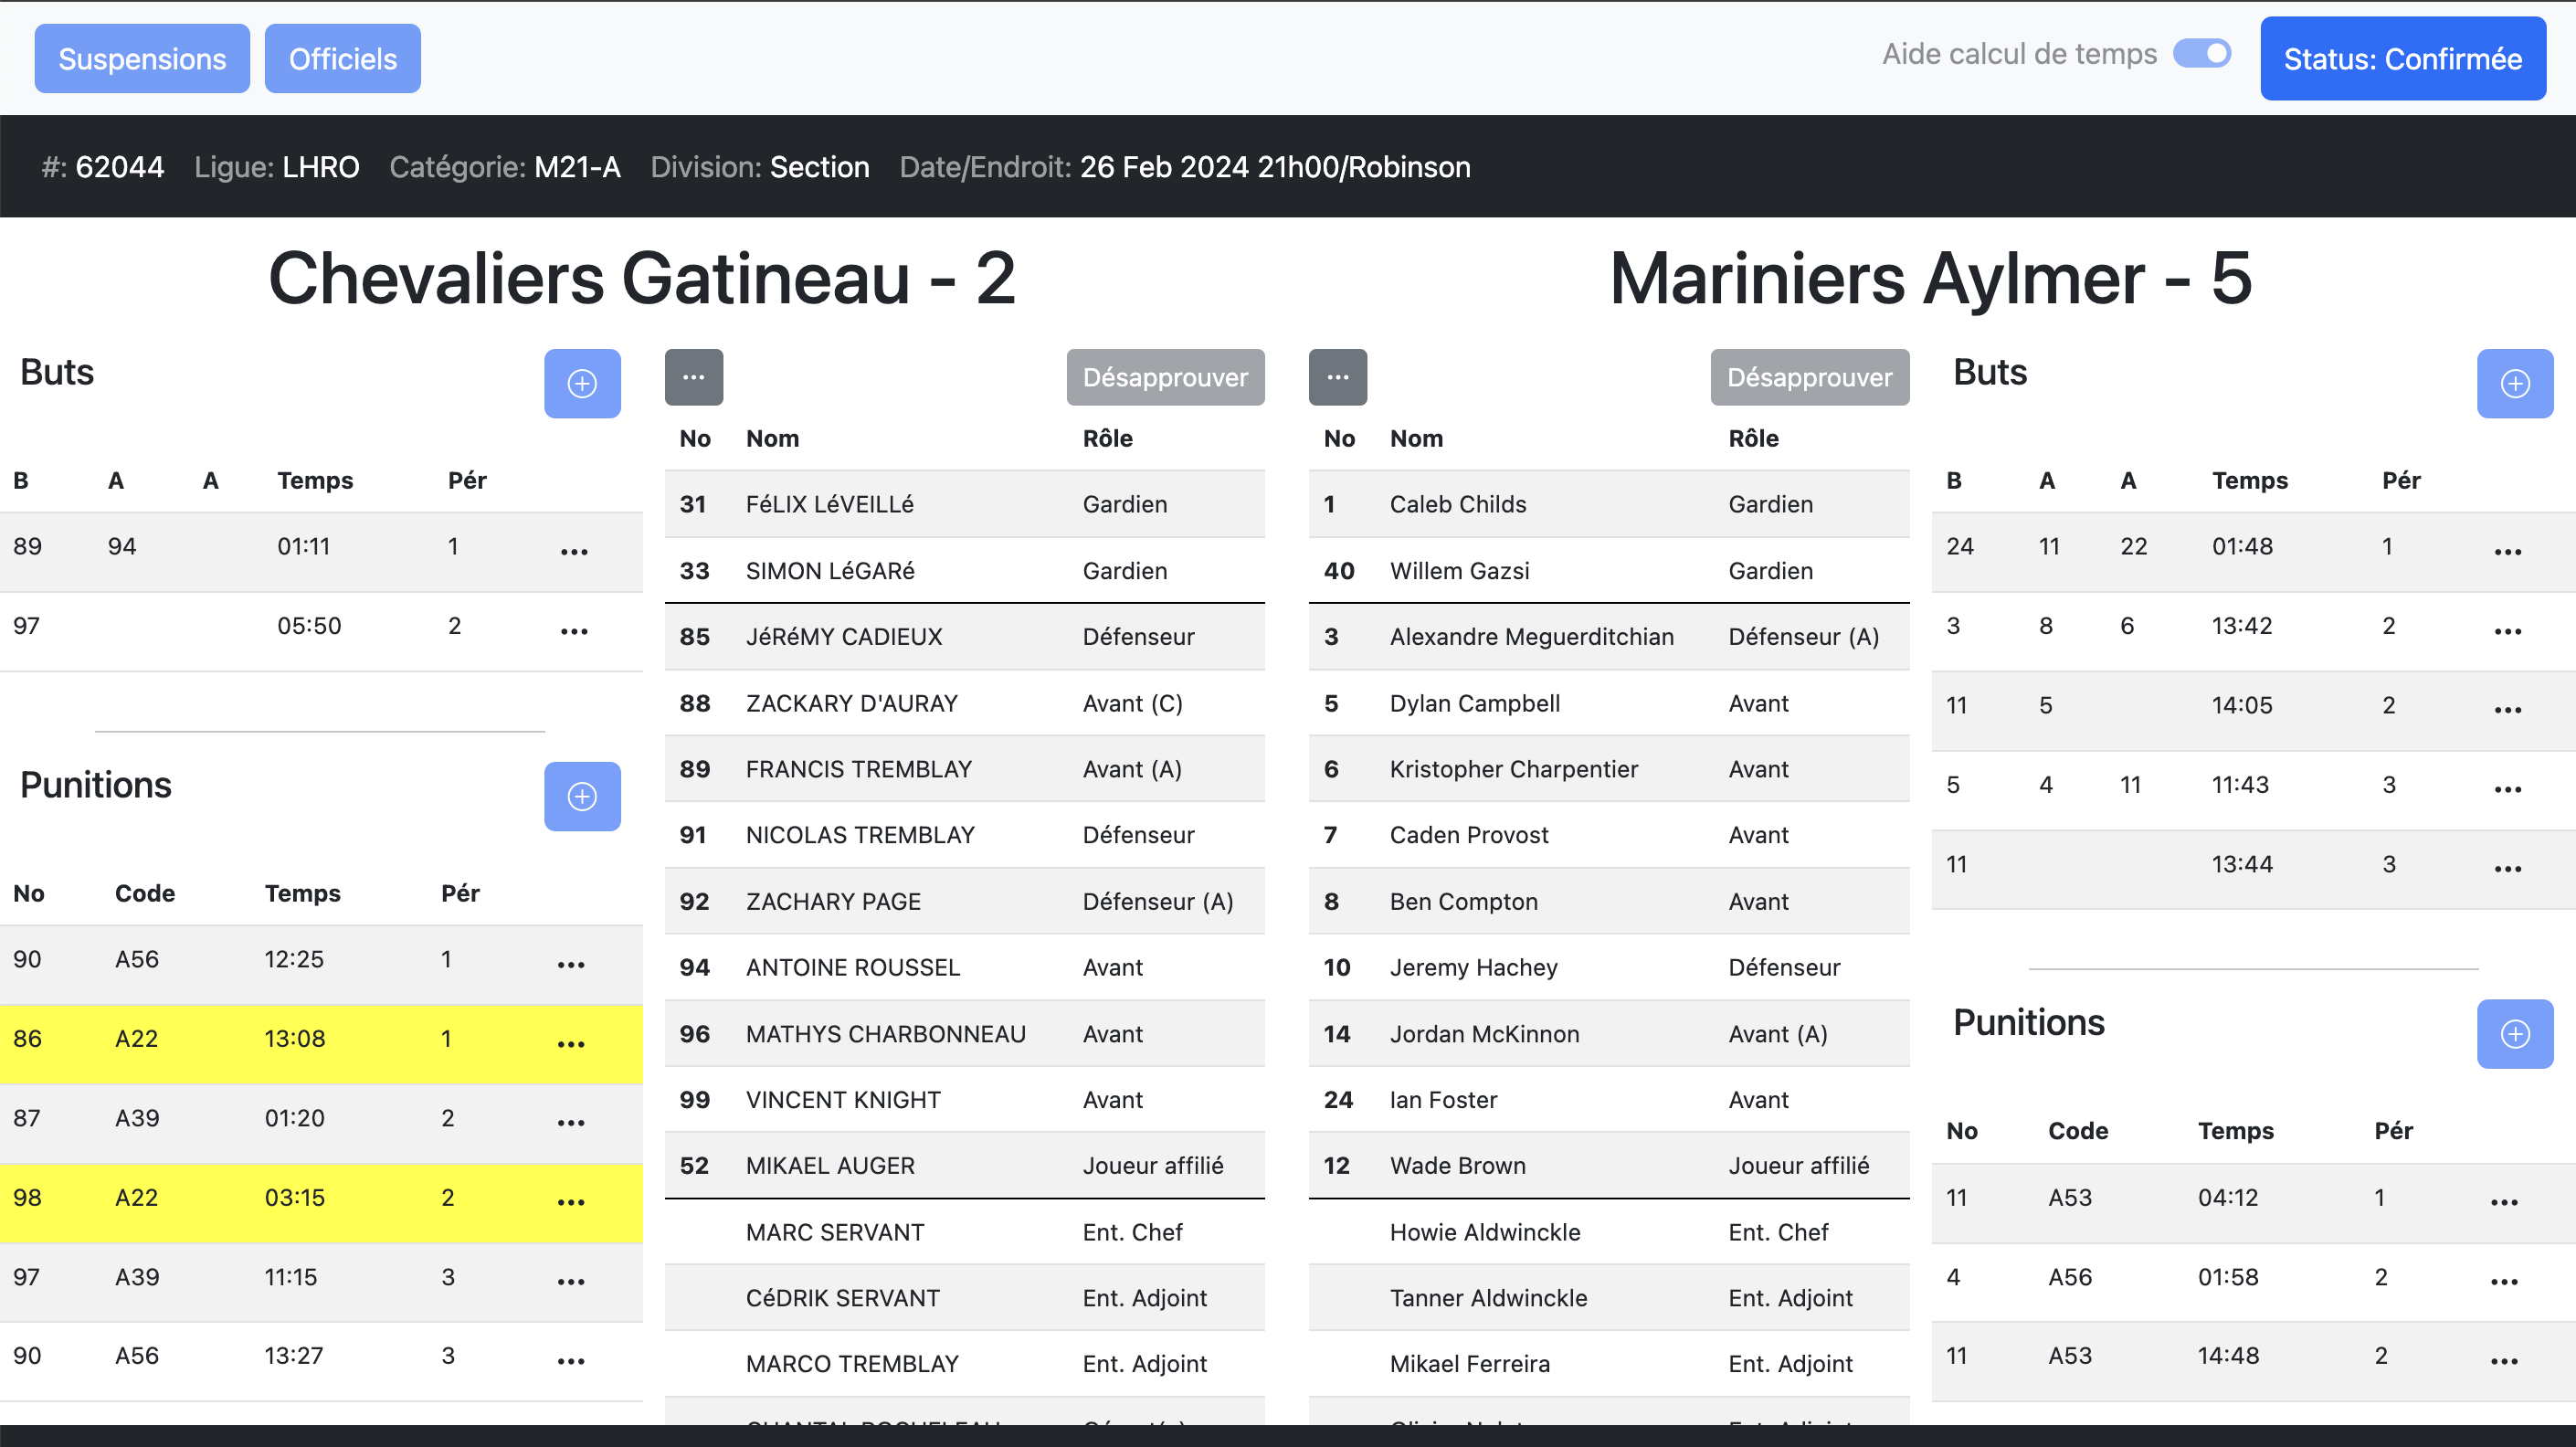 Suspensions Officiels Aide calcul de temps Status: Confirmée
#: 62044 Ligue: LHRO Catégorie: M21-A Division: Section Date/Endroit: 26 Feb 2024 21h00/Robinson
Chevaliers Gatineau - 2
Buts
B A A Temps Pér
89 94 01:11 1 ...
97 05:50 2 ...
Punitions
No Code Temps Pér
90 A56 12:25 1 ...
86 A22 13:08 1 ...
87 A39 01:20 2 ...
98 A22 03:15 2 ...
97 A39 11:15 3 ...
90 A56 13:27 3 ...
... Désapprouver
No Nom Rôle
31 FéLIX LéVEILLé Gardien
33 SIMON LéGARé Gardien
85 JéRéMY CADIEUX Défenseur
88 ZACKARY D'AURAY Avant (C)
89 FRANCIS TREMBLAY Avant (A)
91 NICOLAS TREMBLAY Défenseur
92 ZACHARY PAGE Défenseur (A)
94 ANTOINE ROUSSEL Avant
96 MATHYS CHARBONNEAU Avant
99 VINCENT KNIGHT Avant
52 MIKAEL AUGER Joueur affilié
MARC SERVANT Ent. Chef
CéDRIK SERVANT Ent. Adjoint
MARCO TREMBLAY Ent. Adjoint
Mariniers Aylmer - 5
... Désapprouver
No Nom Rôle
1 Caleb Childs Gardien
40 Willem Gazsi Gardien
3 Alexandre Meguerditchian Défenseur (A)
5 Dylan Campbell Avant
6 Kristopher Charpentier Avant
7 Caden Provost Avant
8 Ben Compton Avant
10 Jeremy Hachey Défenseur
14 Jordan McKinnon Avant (A)
24 Ian Foster Avant
12 Wade Brown Joueur affilié
Howie Aldwinckle Ent. Chef
Tanner Aldwinckle Ent. Adjoint
Mikael Ferreira Ent. Adjoint
Buts
B A A Temps Pér
24 11 22 01:48 1 ...
3 8 6 13:42 2 ...
11 5 14:05 2 ...
5 4 11 11:43 3 ...
11 13:44 3 ...
Punitions
No Code Temps Pér
11 A53 04:12 1 ...
4 A56 01:58 2 ...
11 A53 14:48 2 ...